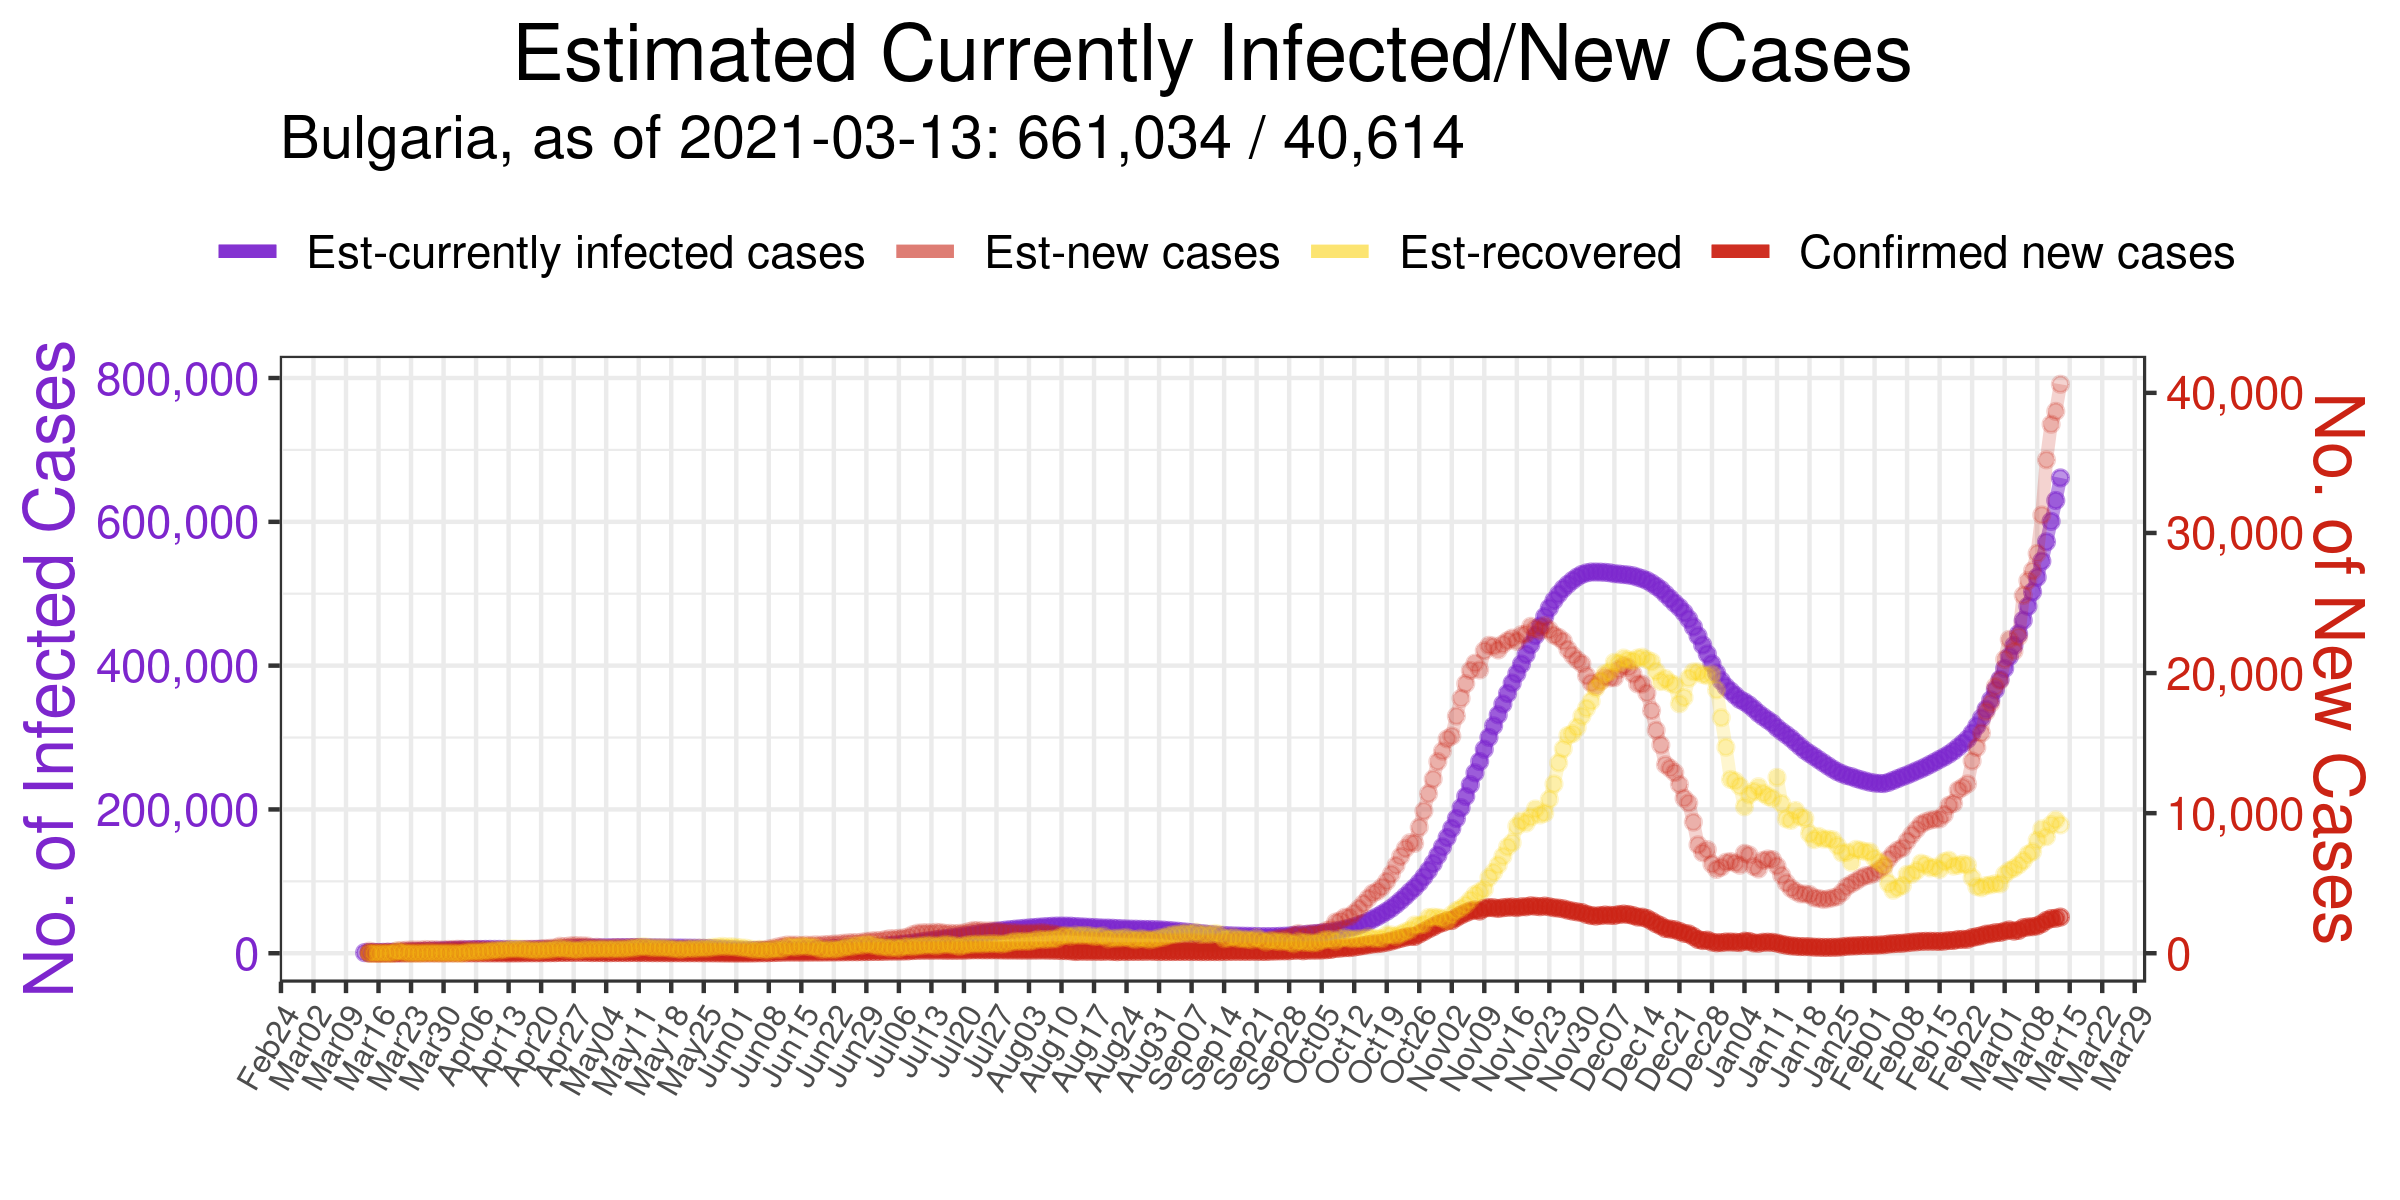 Estimated Currently Infected/New Cases
Bulgaria, as of 2021-03-13: 661,034 / 40,614
Est-currently infected cases Est-new cases Est-recovered Confirmed new cases
No. of Infected Cases
800,000
600,000
400,000
200,000
0
40,000
30,000
20,000
10,000
0
No. of New Cases
Feb24
Mar02
Mar09
Mar16
Mar23
Mar30
Apr06
Apr13
Apr20
Apr27
May04
May11
May18
May25
Jun01
Jun08
Jun15
Jun22
Jun29
Jul06
Jul13
Jul20
Jul27
Aug03
Aug10
Aug17
Aug24
Aug31
Sep07
Sep14
Sep21
Sep28
Oct05
Oct12
Oct19
Oct26
Nov02
Nov09
Nov16
Nov23
Nov30
Dec07
Dec14
Dec21
Dec28
Jan04
Jan11
Jan18
Jan25
Feb01
Feb08
Feb15
Feb22
Mar01
Mar08
Mar15
Mar22
Mar29